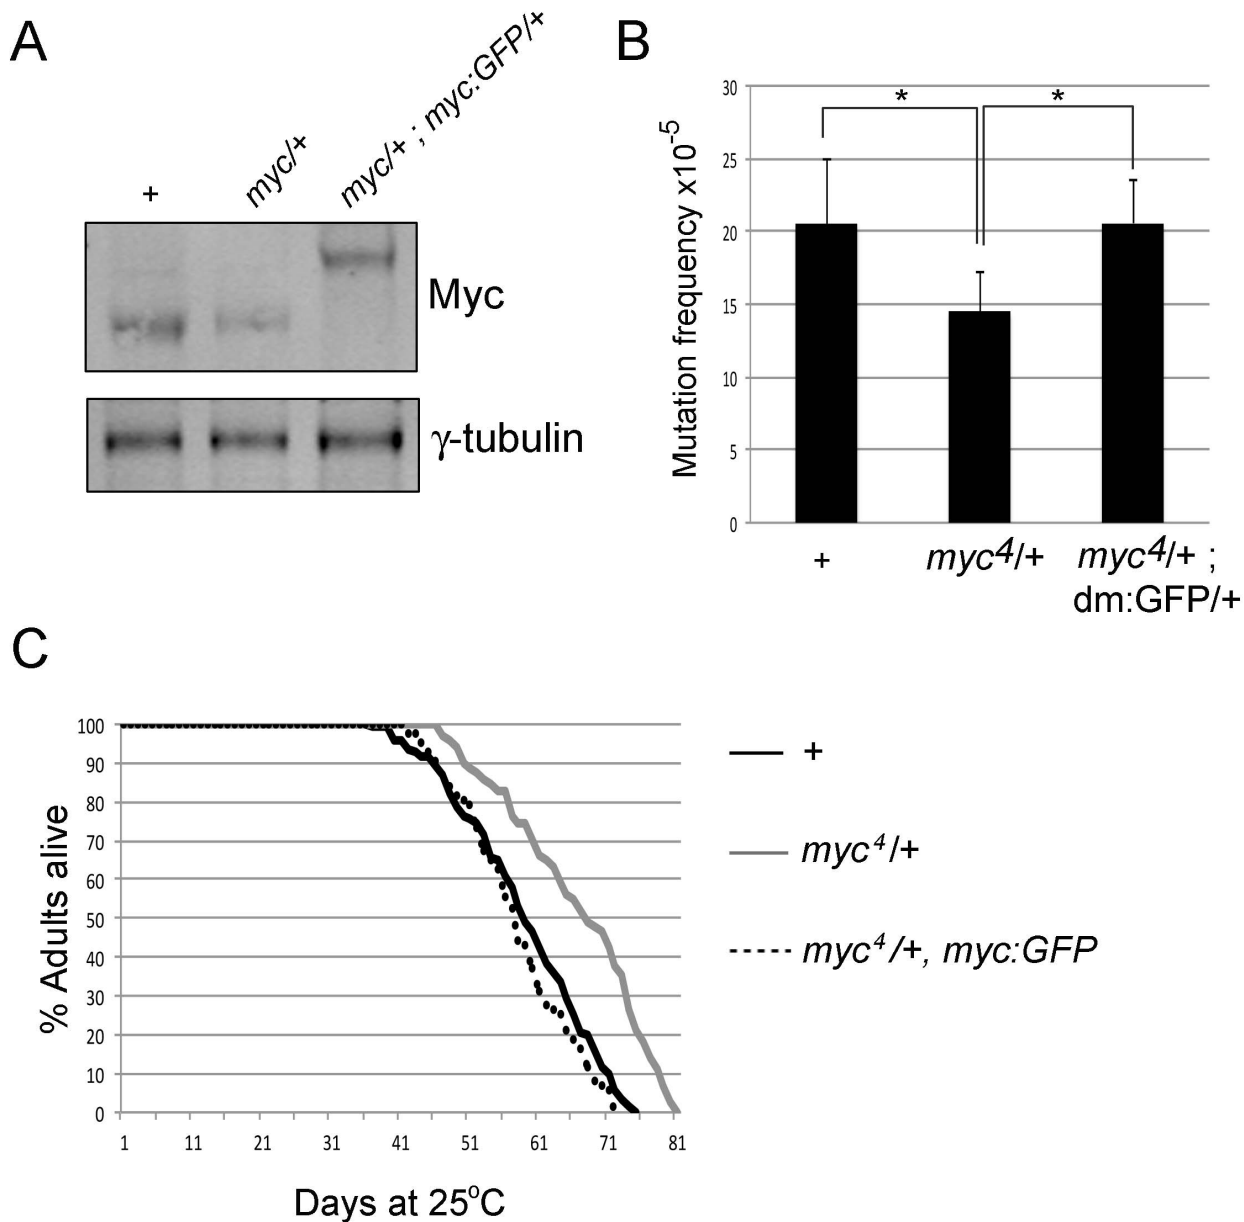 A
+
myc/+
myc/+ ; myc:GFP/+
Myc
γ-tubulin
B
Mutation frequency x10-5
30
25
20
15
10
5
0
*
*
+
myc4/+
myc4/+ ;
dm:GFP/+
C
% Adults alive
100
90
80
70
60
50
40
30
20
10
0
1 11 21 31 41 51 61 71 81
Days at 25oC
+
myc4/+
myc4/+, myc:GFP